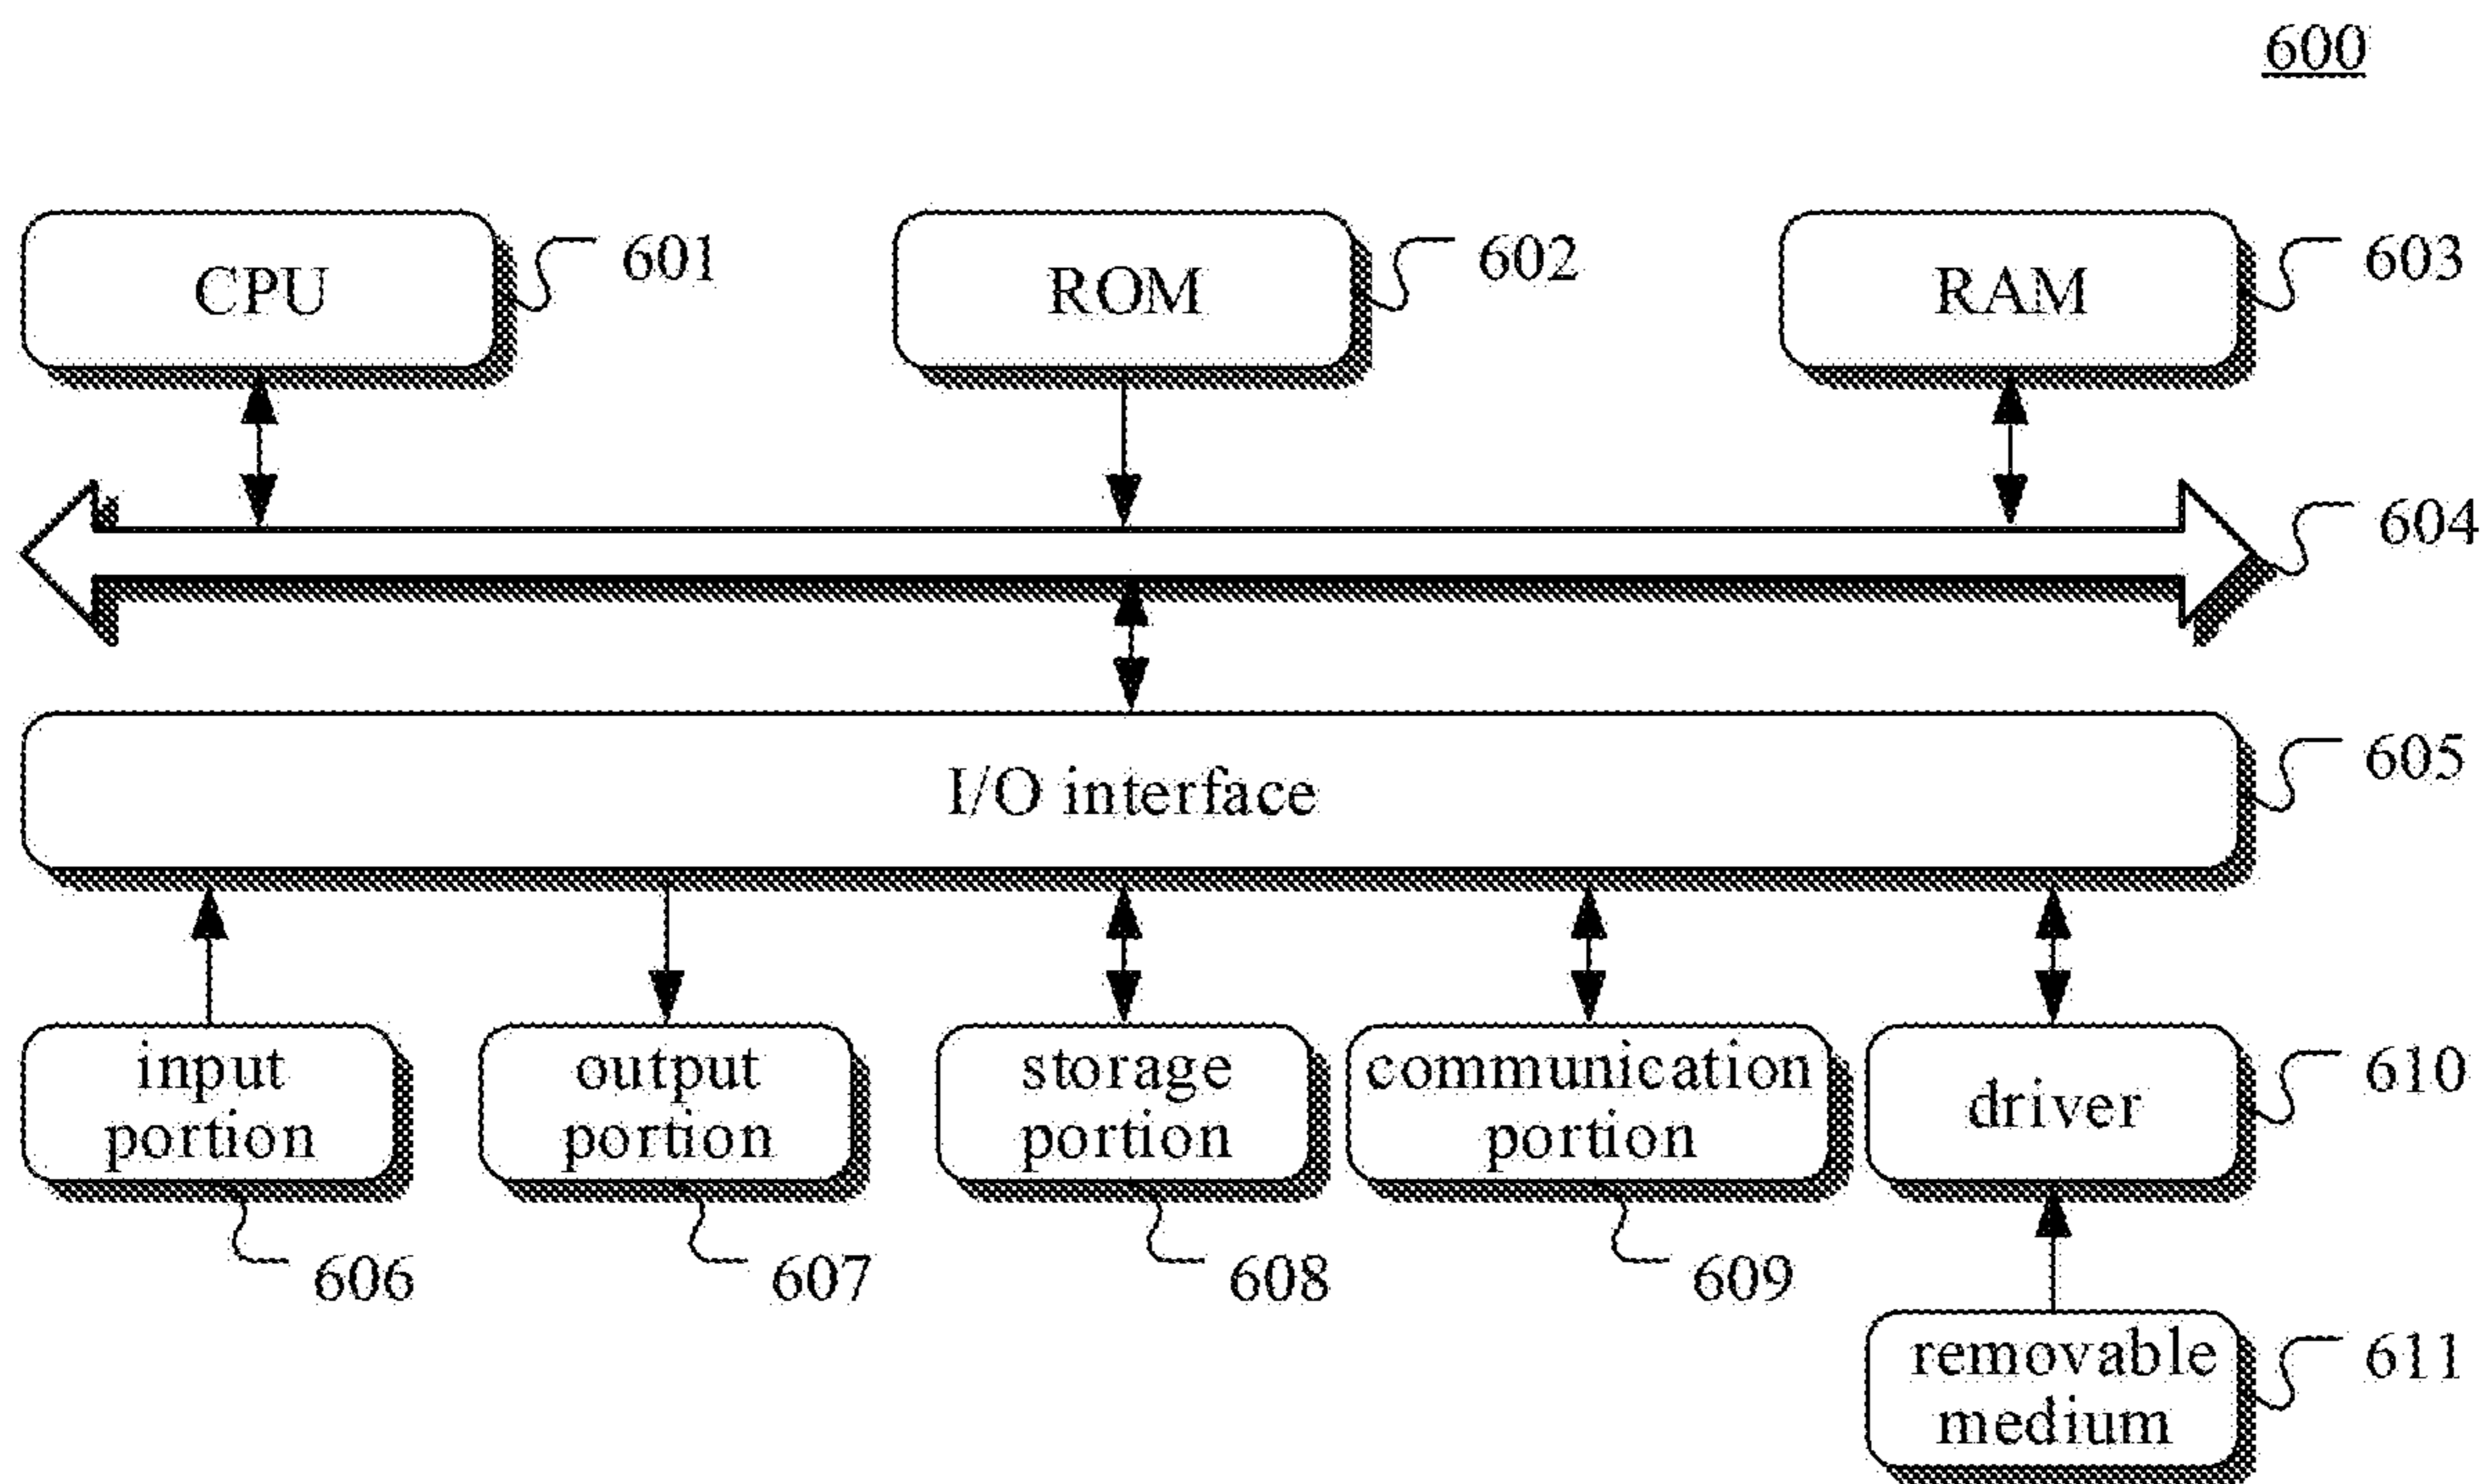 600
CPU
601
ROM
602
RAM
603
604
I/O interface
605
input
portion
output
portion
storage
portion
communication
portion
driver
610
606
607
608
609
removable
medium
611